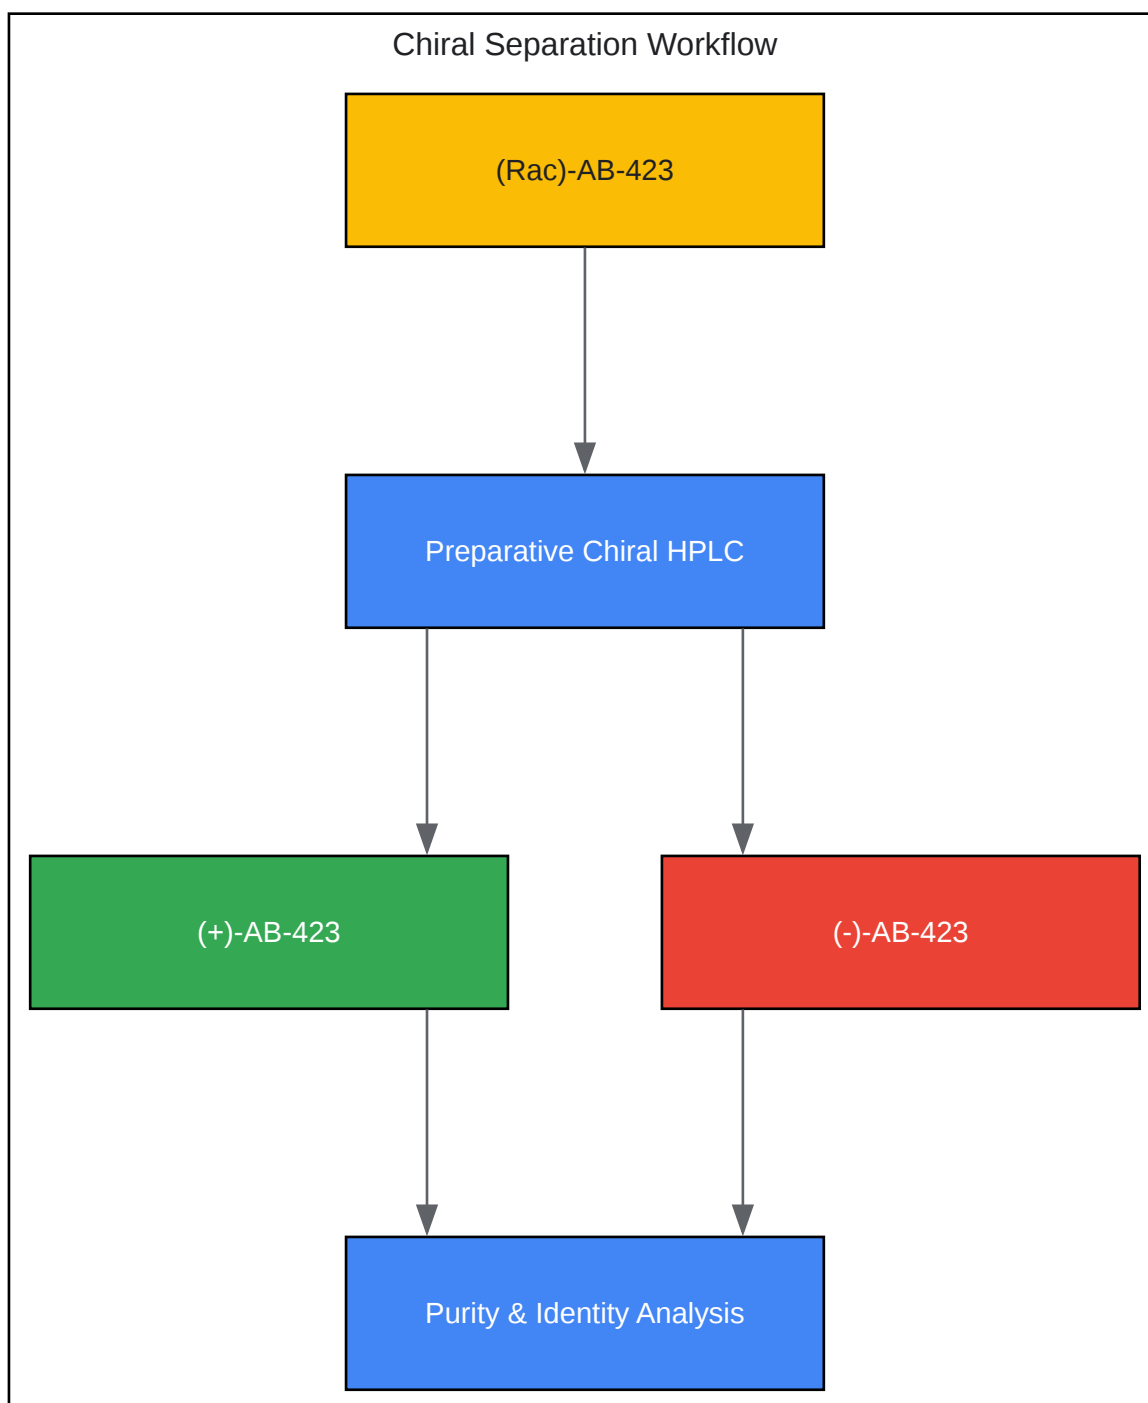 Chiral Separation Workflow
(Rac)-AB-423
Preparative Chiral HPLC
(+)-AB-423
(-)-AB-423
Purity & Identity Analysis